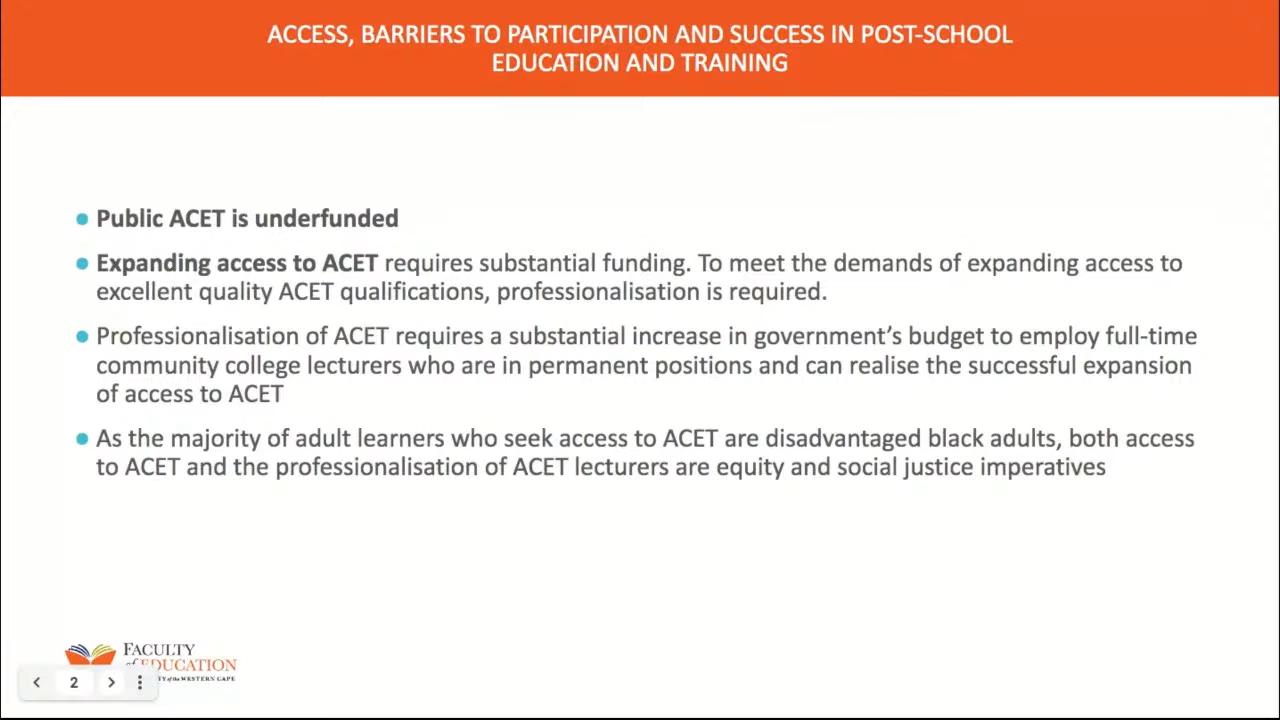 ACCESS, BARRIERS TO PARTICIPATION AND SUCCESS IN POST-SCHOOL
EDUCATION AND TRAINING
Public ACET is underfunded
Expanding access to ACET requires substantial funding. To meet the demands of expanding access to
excellent quality ACET qualifications, professionalisation is required.
Professionalisation of ACET requires a substantial increase in government's budget to employ full-time
community college lecturers who are in permanent positions and can realise the successful expansion
of access to ACET
As the majority of adult learners who seek access to ACET are disadvantaged black adults, both access
to ACET and the professionalisation of ACET lecturers are equity and social justice imperatives
FACULTY
of EDUCATION
of the WESTERN CAPE
2